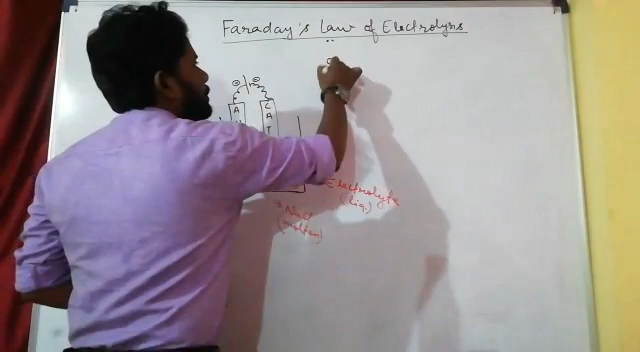 Faraday's Law of Electrolysis
A
C
A
T
Electrolyte
(liq.)
NaCl
(molten)